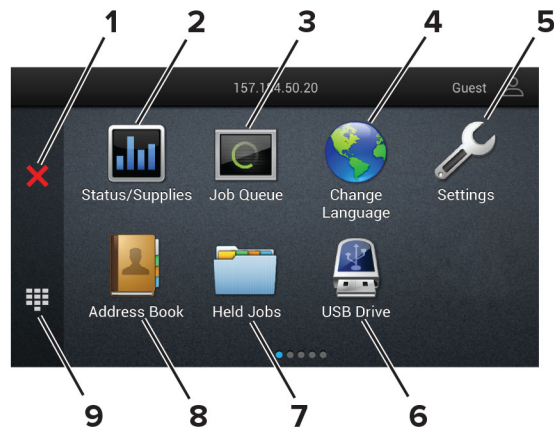 1 2 3 4 5
Guest
Status/Supplies Job Queue Change Language Settings
Address Book Held Jobs USB Drive
9 8 7 6